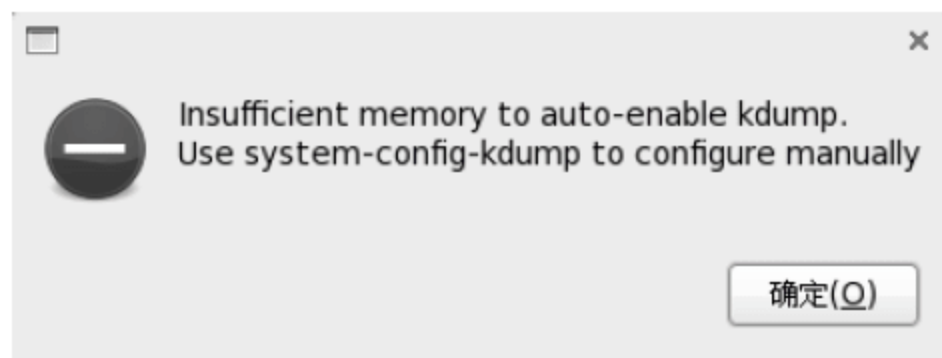 Insufficient memory to auto-enable kdump.
Use system-config-kdump to configure manually
确定(O)